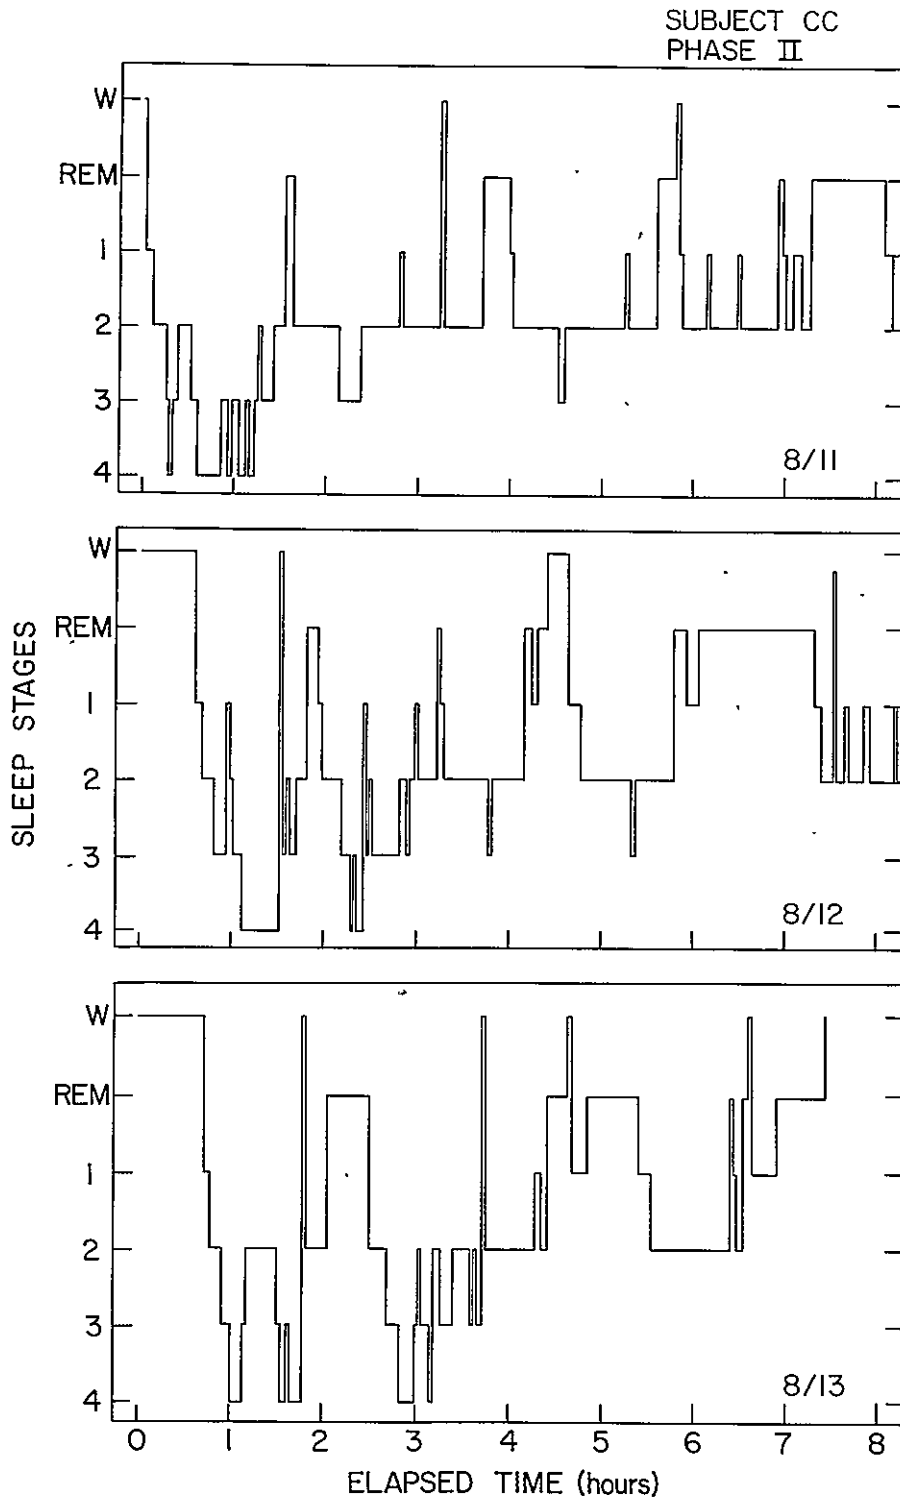 SUBJECT CC
PHASE II
W
REM
1
2
3
4
8/11
SLEEP STAGES
W
REM
1
2
3
4
8/12
W
REM
1
2
3
4
8/13
0 1 2 3 4 5 6 7 8
ELAPSED TIME (hours)